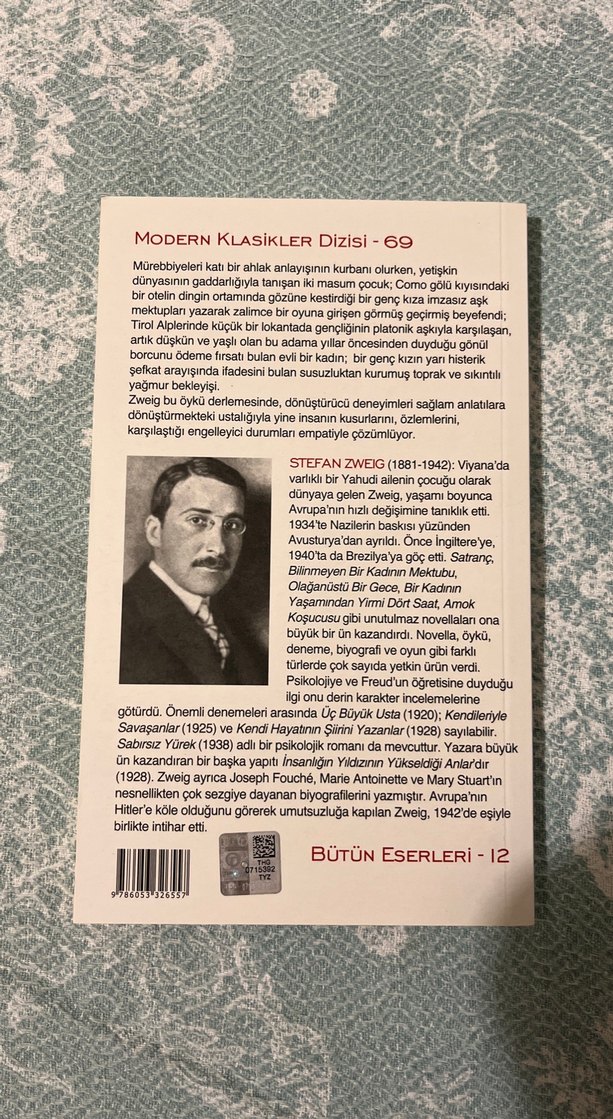 MODERN KLASİKLER DİZİSİ - 69
Mürebbiyeleri katı bir ahlak anlayışının kurbanı olurken, yetişkin
dünyasının gaddarlığıyla tanışan iki masum çocuk; Como gölü kıyısındaki
bir otelin dingin ortamında gözüne kestirdiği bir genç kıza imzasız aşk
mektupları yazarak zalimce bir oyuna girişen görmüş geçirmiş beyefendi;
Tirol Alplerinde küçük bir lokantada gençliğinin platonik aşkıyla karşılaşan,
artık düşkün ve yaşlı olan bu adama yıllar öncesinden duyduğu gönül
borcunu ödeme fırsatı bulan evli bir kadın; bir genç kızın yarı histerik
şefkat arayışında ifadesini bulan susuzluktan kurumuş toprak ve sıkıntılı
yağmur bekleyişi.
Zweig bu öykü derlemesinde, dönüştürücü deneyimleri sağlam anlatılara
dönüştürmekteki ustalığıyla yine insanın kusurlarını, özlemlerini,
karşılaştığı engelleyici durumları empatiyle çözümlüyor.
STEFAN ZWEIG (1881-1942): Viyana'da
varlıklı bir Yahudi ailenin çocuğu olarak
dünyaya gelen Zweig, yaşamı boyunca
Avrupa'nın hızlı değişimine tanıklık etti.
1934'te Nazilerin baskısı yüzünden
Avusturya'dan ayrıldı. Önce İngiltere'ye,
1940'ta da Brezilya'ya göç etti. Satranç,
Bilinmeyen Bir Kadının Mektubu,
Olağanüstü Bir Gece, Bir Kadının
Yaşamından Yirmi Dört Saat, Amok
Koşucusu gibi unutulmaz novellaları ona
büyük bir ün kazandırdı. Novella, öykü,
deneme, biyografi ve oyun gibi farklı
türlerde çok sayıda yetkin ürün verdi.
Psikolojiye ve Freud'un öğretisine duyduğu
ilgi onu derin karakter incelemelerine
götürdü. Önemli denemeleri arasında Üç Büyük Usta (1920); Kendileriyle
Savaşanlar (1925) ve Kendi Hayatının Şiirini Yazanlar (1928) sayılabilir.
Sabırsız Yürek (1938) adlı bir psikolojik romanı da mevcuttur. Yazara büyük
ün kazandıran bir başka yapıtı İnsanlığın Yıldızının Yükseldiği Anlar'dır
(1928). Zweig ayrıca Joseph Fouché, Marie Antoinette ve Mary Stuart'ın
nesnellikten çok sezgiye dayanan biyografilerini yazmıştır. Avrupa'nın
Hitler'e köle olduğunu görerek umutsuzluğa kapılan Zweig, 1942'de eşiyle
birlikte intihar etti.
THG
0715392
TYZ
BÜTÜN ESERLERİ - 12
9 786053 326557